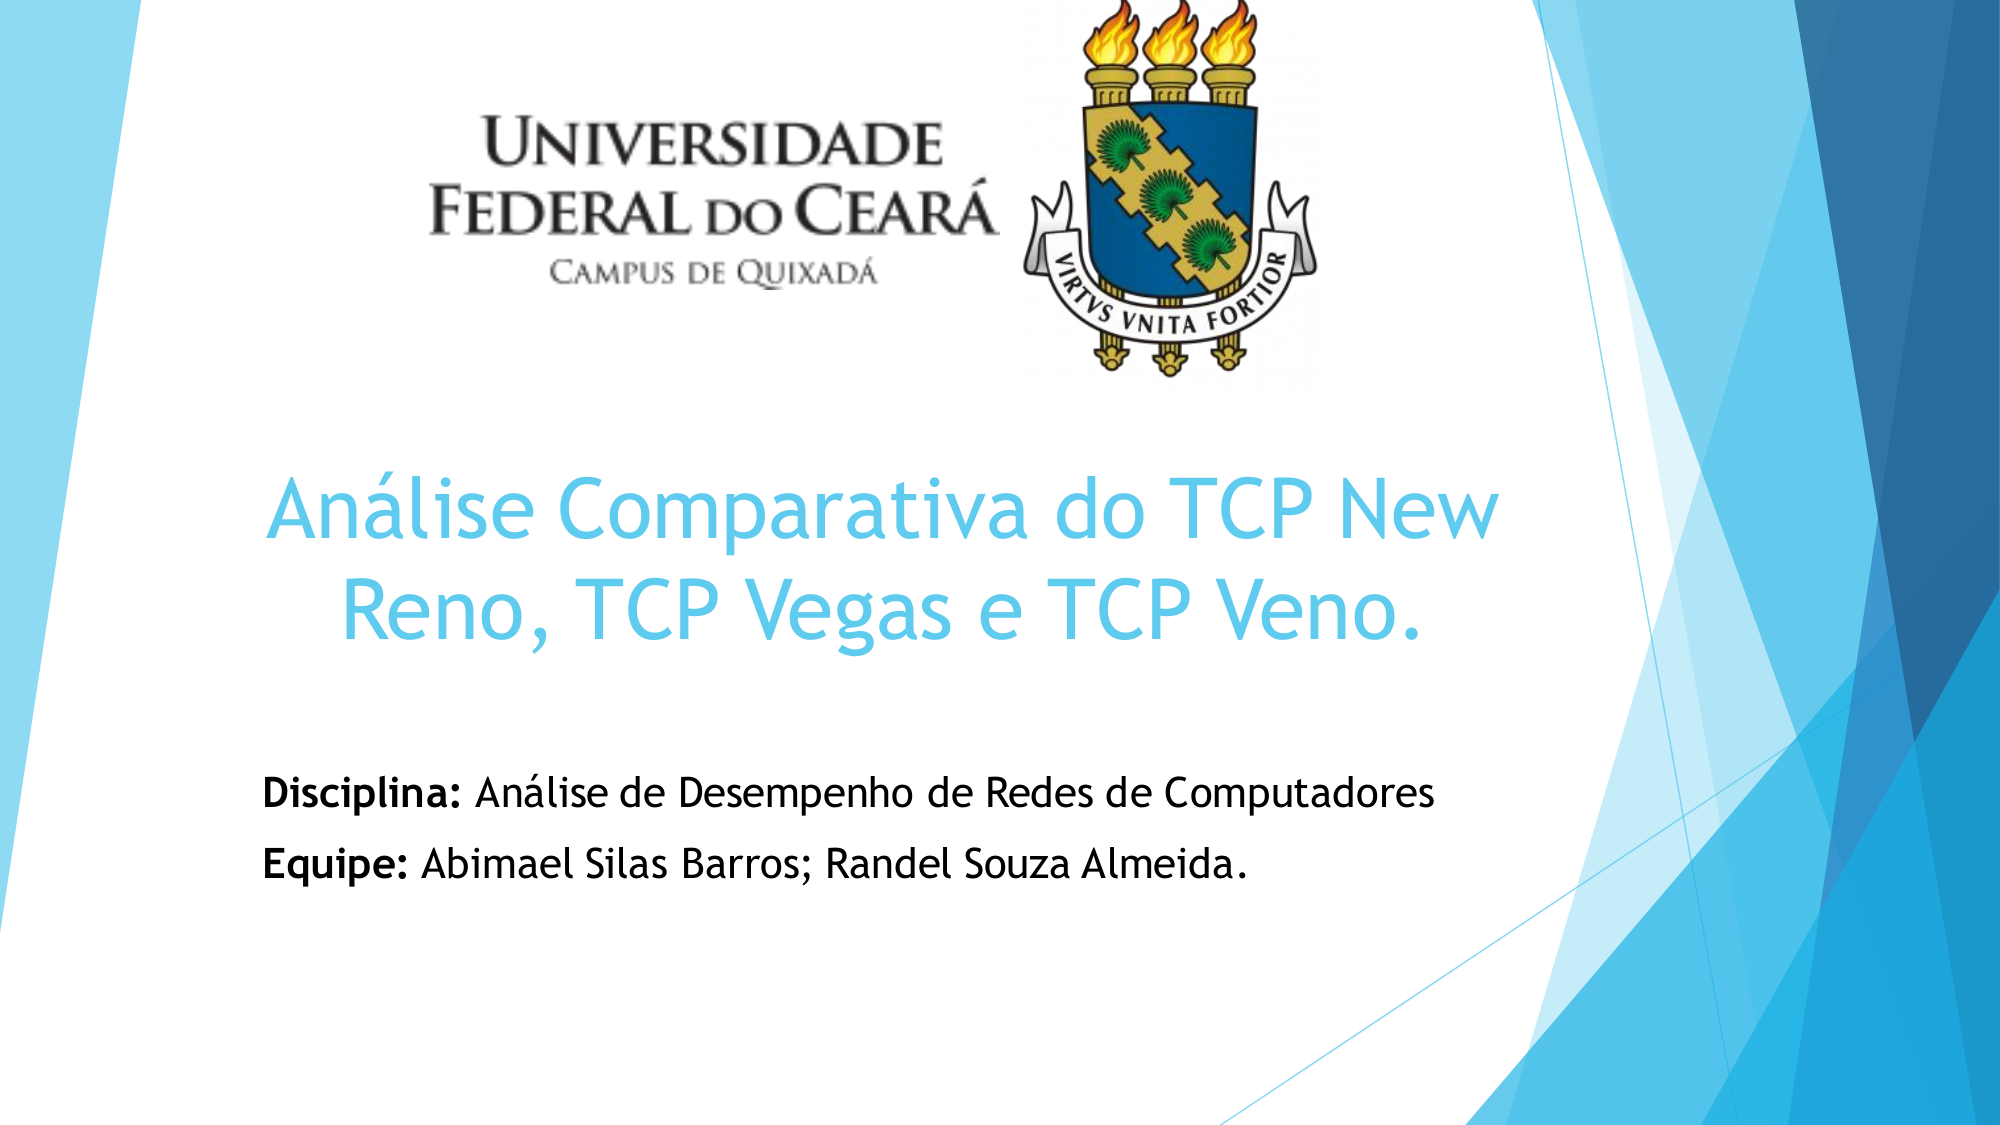 UNIVERSIDADE
FEDERAL DO CEARÁ
CAMPUS DE QUIXADÁ
VIRTVS VNITA FORTIOR
Análise Comparativa do TCP New
Reno, TCP Vegas e TCP Veno.
Disciplina: Análise de Desempenho de Redes de Computadores
Equipe: Abimael Silas Barros; Randel Souza Almeida.